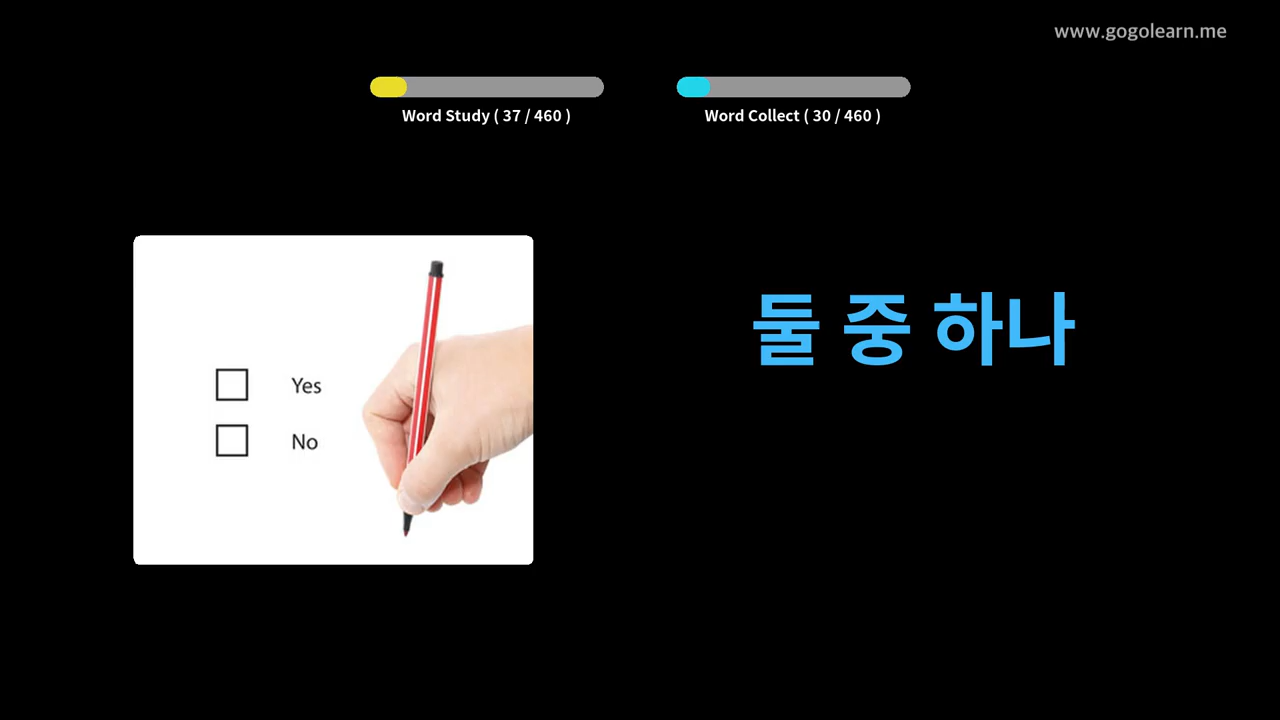 www.gogolearn.me
Word Study ( 37 / 460 )
Word Collect ( 30 / 460 )
둘 중 하나
Yes
No